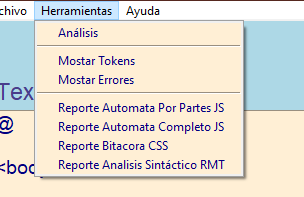 chivo Herramientas Ayuda
Análisis
Mostar Tokens
Mostar Errores
Tex
Reporte Automata Por Partes JS
@
Reporte Automata Completo JS
Reporte Bitacora CSS
<bod
Reporte Analisis Sintáctico RMT